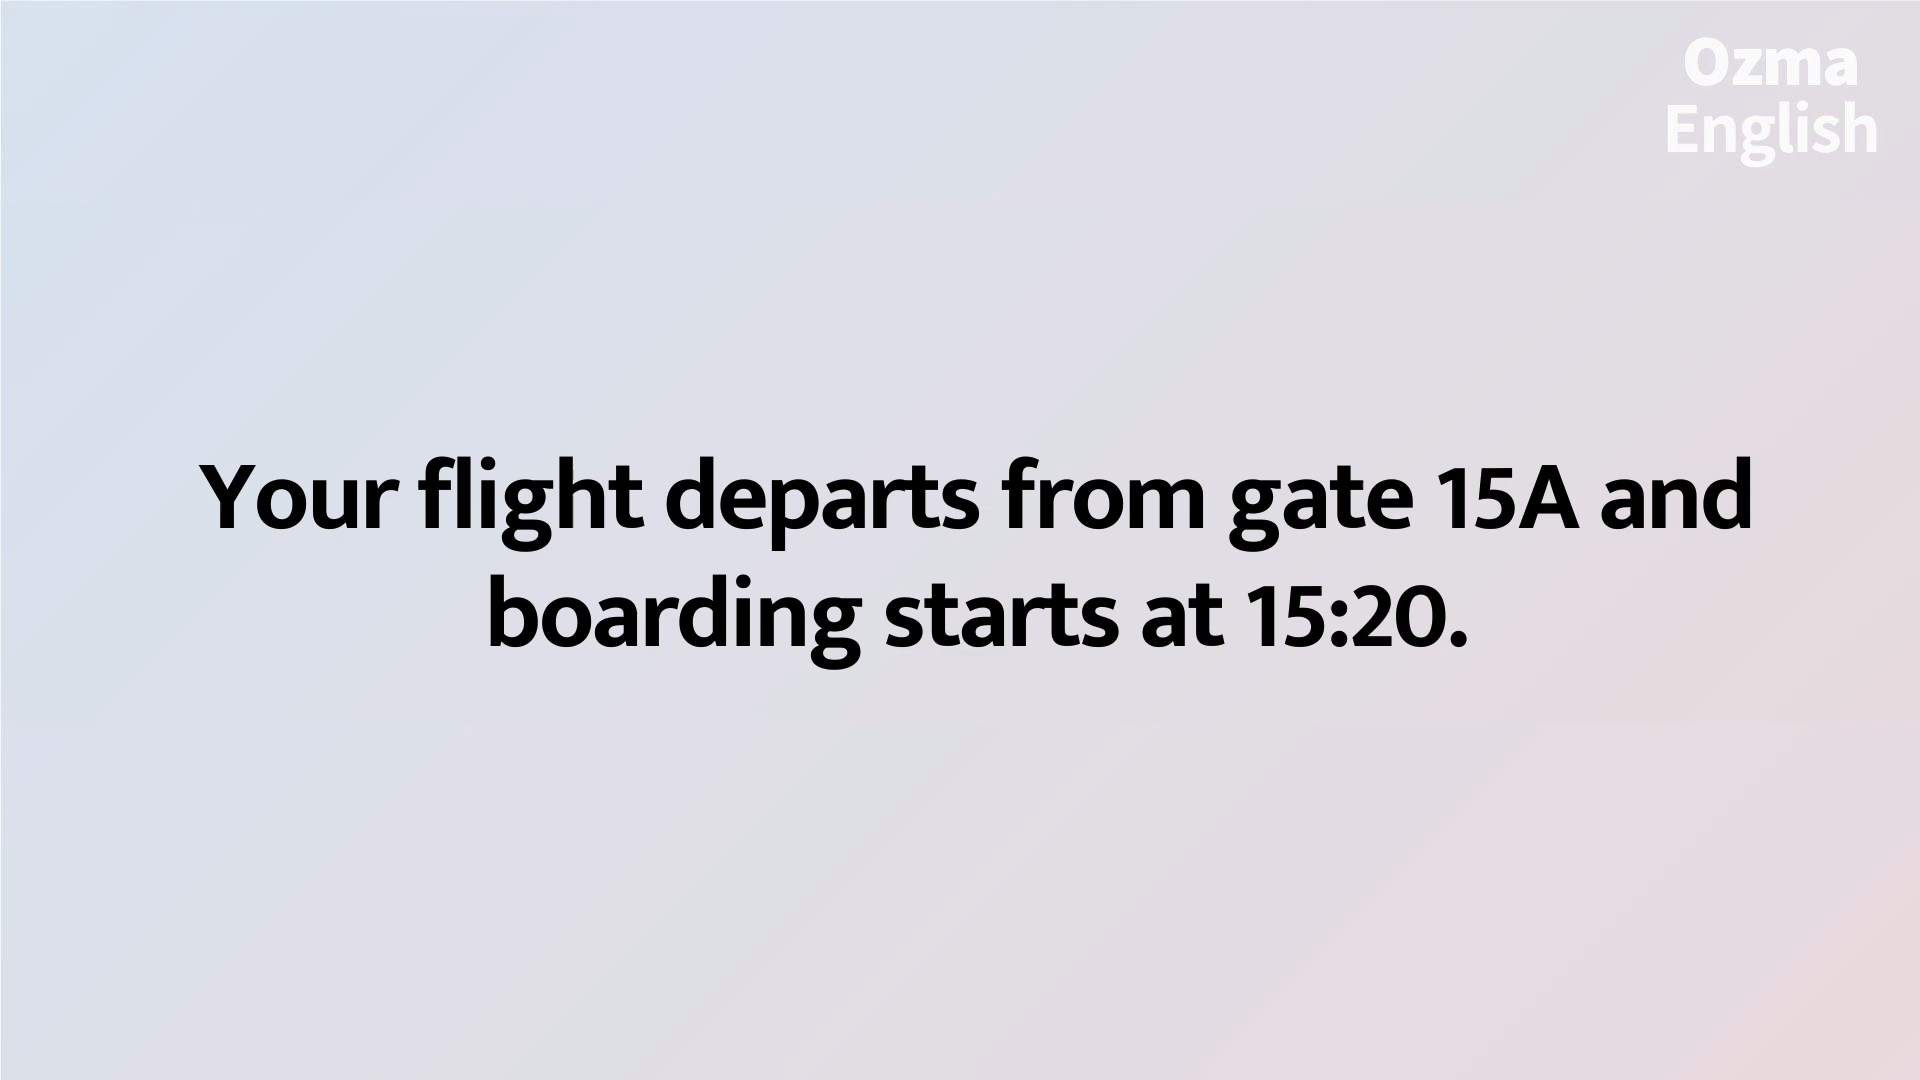 Ozma
English
Your flight departs from gate 15A and
boarding starts at 15:20.